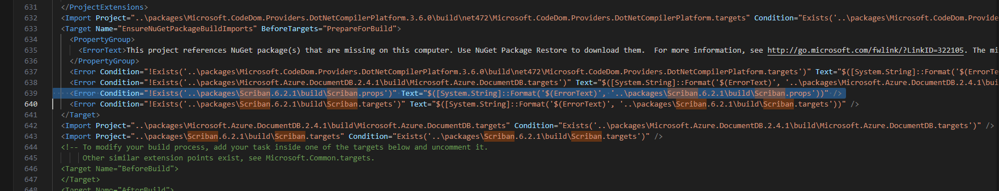 631 </ProjectExtensions>
632 <Import Project="..\packages\Microsoft.CodeDom.Providers.DotNetCompilerPlatform.3.6.0\build\net472\Microsoft.CodeDom.Providers.DotNetCompilerPlatform.targets" Condition="Exists('..\packages\Microsoft.CodeDom.Provide
633 <Target Name="EnsureNuGetPackageBuildImports" BeforeTargets="PrepareForBuild">
634 <PropertyGroup>
635 <ErrorText>This project references NuGet package(s) that are missing on this computer. Use NuGet Package Restore to download them.  For more information, see http://go.microsoft.com/fwlink/?LinkID=322105. The mi
636 </PropertyGroup>
637 <Error Condition="!Exists('..\packages\Microsoft.CodeDom.Providers.DotNetCompilerPlatform.3.6.0\build\net472\Microsoft.CodeDom.Providers.DotNetCompilerPlatform.targets')" Text="$([System.String]::Format('$(ErrorTe
638 <Error Condition="!Exists('..\packages\Microsoft.Azure.DocumentDB.2.4.1\build\Microsoft.Azure.DocumentDB.targets')" Text="$([System.String]::Format('$(ErrorText)', '..\packages\Microsoft.Azure.DocumentDB.2.4.1\bui
639 <Error Condition="!Exists('..\packages\Scriban.6.2.1\build\Scriban.props')" Text="$([System.String]::Format('$(ErrorText)', '..\packages\Scriban.6.2.1\build\Scriban.props'))" />
640 <Error Condition="!Exists('..\packages\Scriban.6.2.1\build\Scriban.targets')" Text="$([System.String]::Format('$(ErrorText)', '..\packages\Scriban.6.2.1\build\Scriban.targets'))" />
641 </Target>
642 <Import Project="..\packages\Microsoft.Azure.DocumentDB.2.4.1\build\Microsoft.Azure.DocumentDB.targets" Condition="Exists('..\packages\Microsoft.Azure.DocumentDB.2.4.1\build\Microsoft.Azure.DocumentDB.targets')" />
643 <Import Project="..\packages\Scriban.6.2.1\build\Scriban.targets" Condition="Exists('..\packages\Scriban.6.2.1\build\Scriban.targets')" />
644 <!-- To modify your build process, add your task inside one of the targets below and uncomment it.
645 Other similar extension points exist, see Microsoft.Common.targets.
646 <Target Name="BeforeBuild">
647 </Target>
648 <Target Name="AfterBuild">